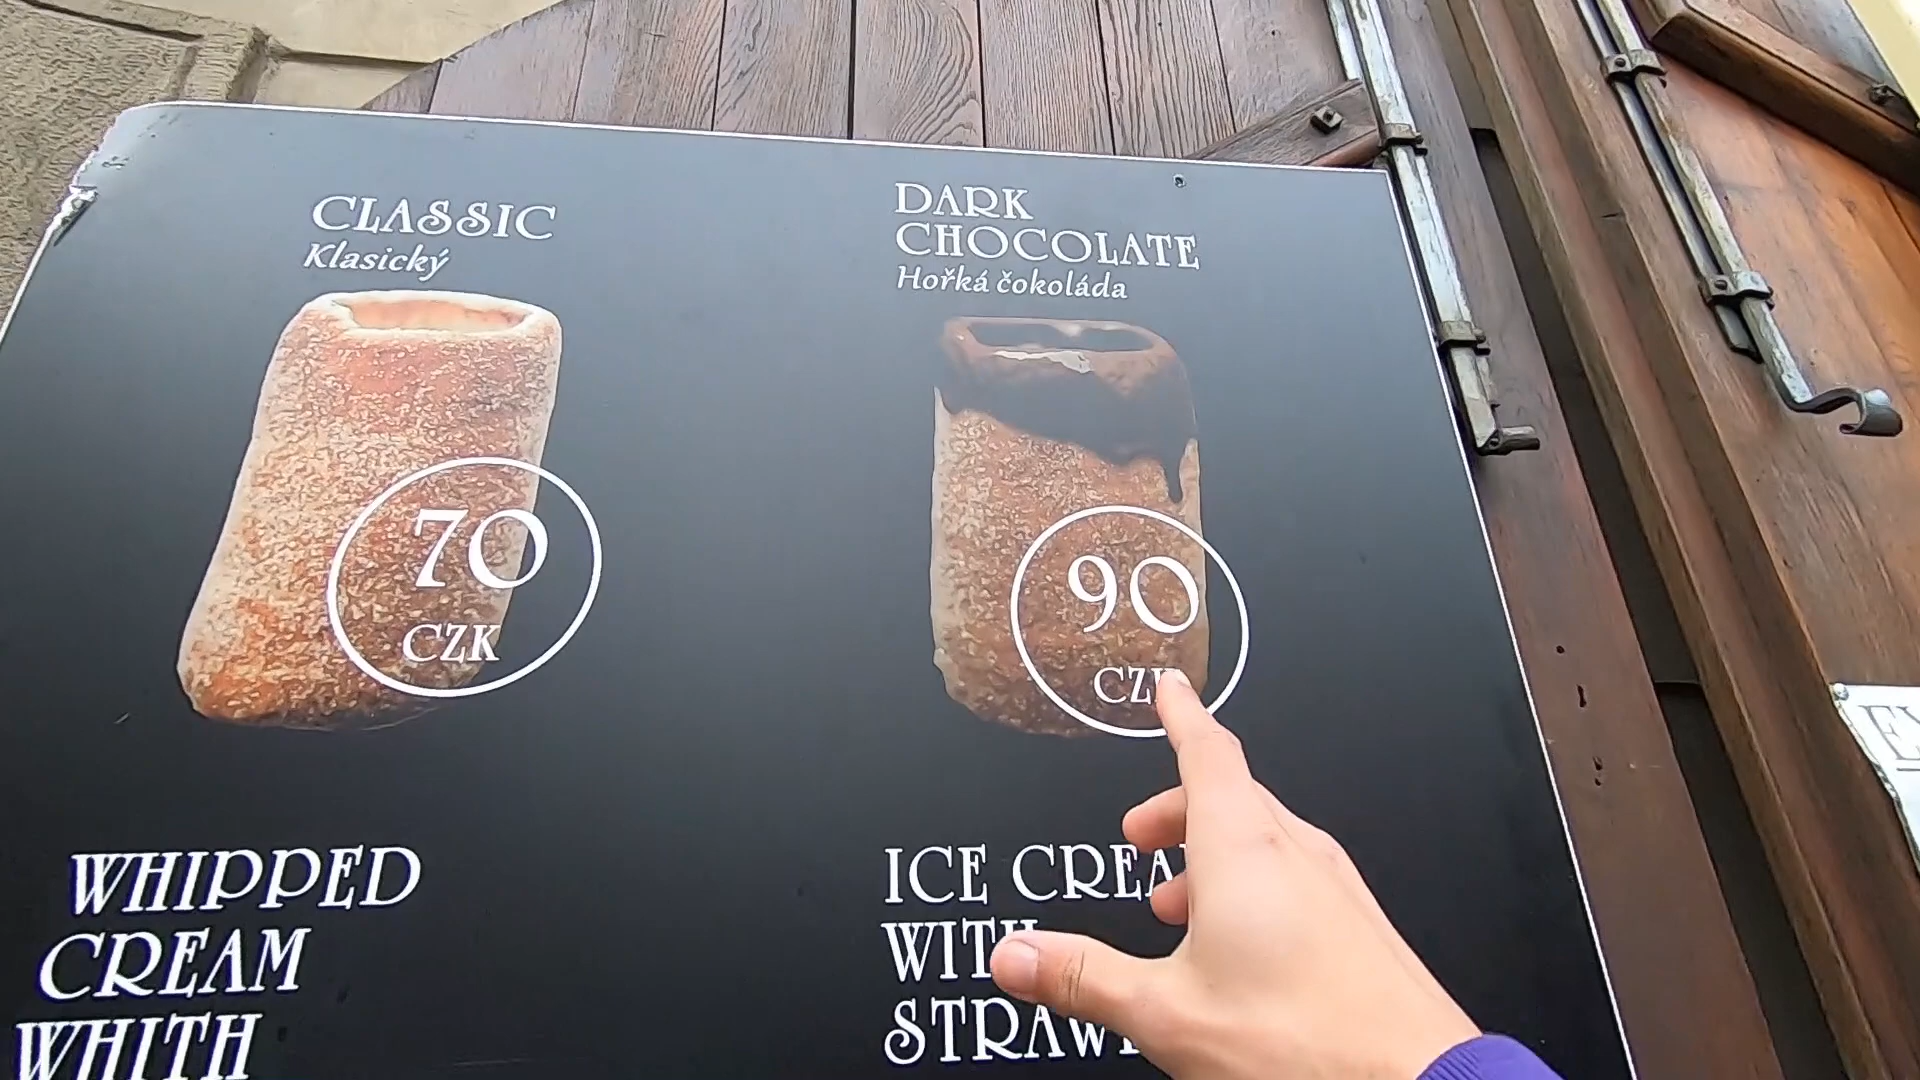 CLASSIC
Klasický
70
CZK
DARK
CHOCOLATE
Hořká čokoláda
90
WHIPPED
CREAM
WHITH
ICE
WITH